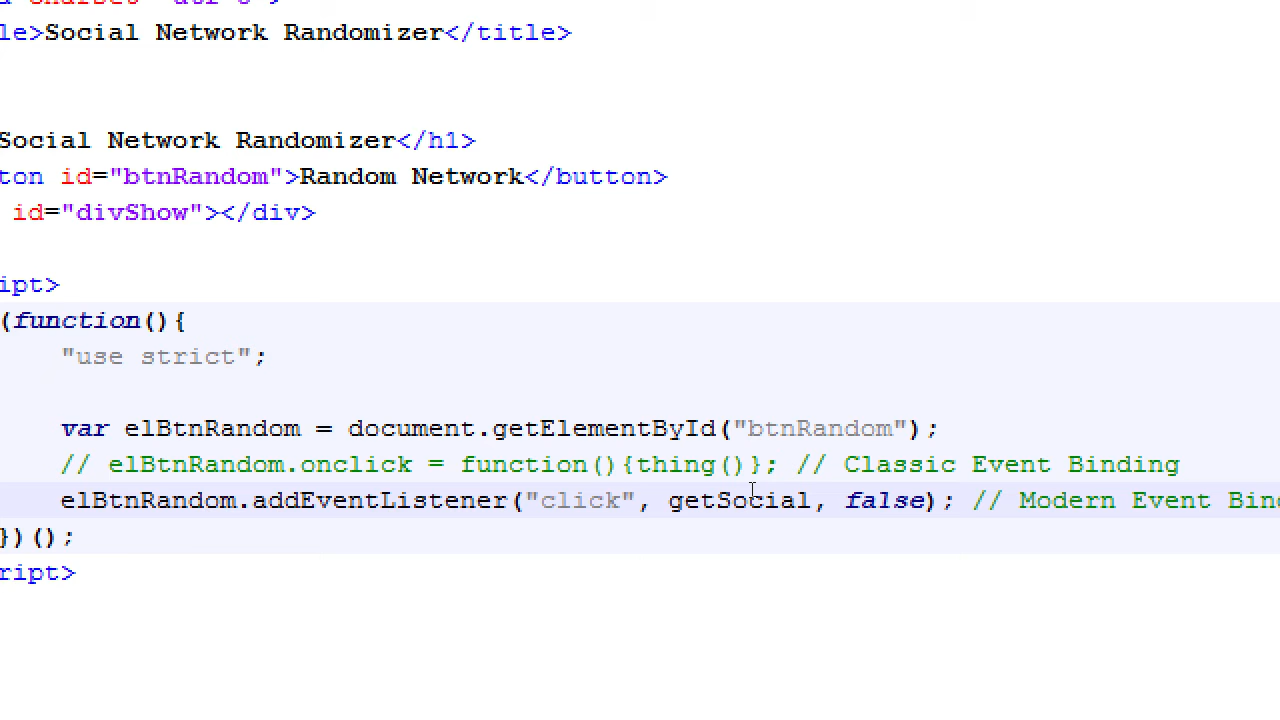 le>Social Network Randomizer</title>
Social Network Randomizer</h1>
ton id="btnRandom">Random Network</button>
id="divShow"></div>
ipt>
(function(){
"use strict";
var elBtnRandom = document.getElementById("btnRandom");
// elBtnRandom.onclick = function(){thing()}; // Classic Event Binding
elBtnRandom.addEventListener("click", getSocial, false); // Modern Event Bin
})();
ript>